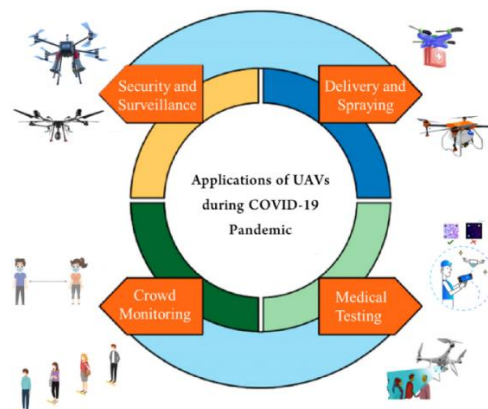 Security and
Surveillance
Delivery and
Spraying
Applications of UAVs
during COVID-19
Pandemic
Crowd
Monitoring
Medical
Testing